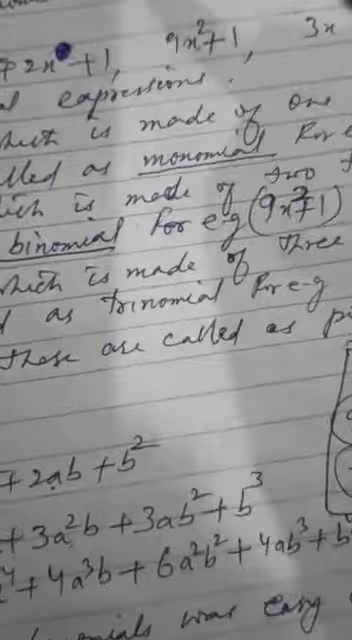 + 2x + 1, 9x² + 1, 3x
expressions.
which is made of one
called as monomial For e
which is made of two
binomial For e-g (9x²+1)
which is made of three
as trinomial For e-g
these are called as
+ 2ab + b²
+ 3a²b + 3ab² + b³
+ 4a³b + 6a²b² + 4ab³ + b⁴
was easy